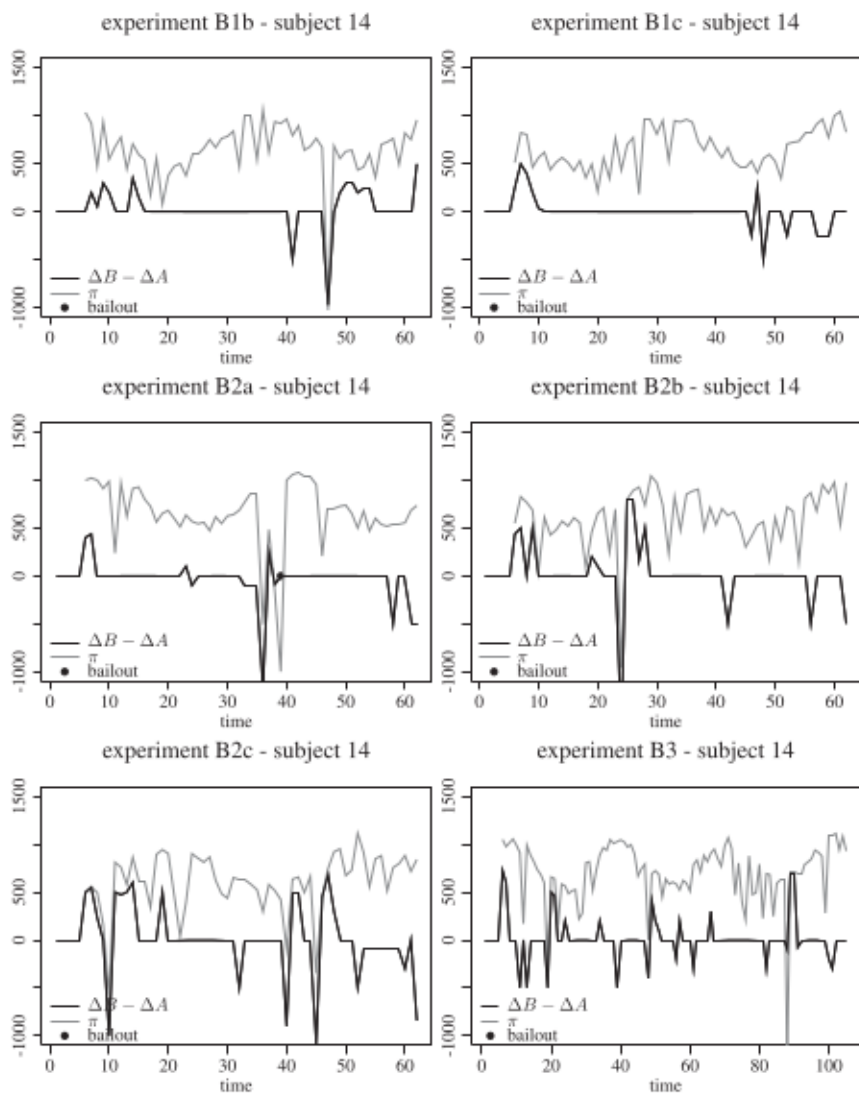 experiment B1b - subject 14
1500
500
0
-1000
ΔB − ΔA
π
bailout
0 10 20 30 40 50 60
time
experiment B1c - subject 14
1500
500
0
-1000
ΔB − ΔA
π
bailout
0 10 20 30 40 50 60
time
experiment B2a - subject 14
1500
500
0
-1000
ΔB − ΔA
π
bailout
0 10 20 30 40 50 60
time
experiment B2b - subject 14
1500
500
0
-1000
ΔB − ΔA
π
bailout
0 10 20 30 40 50 60
time
experiment B2c - subject 14
1500
500
0
-1000
ΔB − ΔA
π
bailout
0 10 20 30 40 50 60
time
experiment B3 - subject 14
1500
500
0
-1000
ΔB − ΔA
π
bailout
0 20 40 60 80 100
time